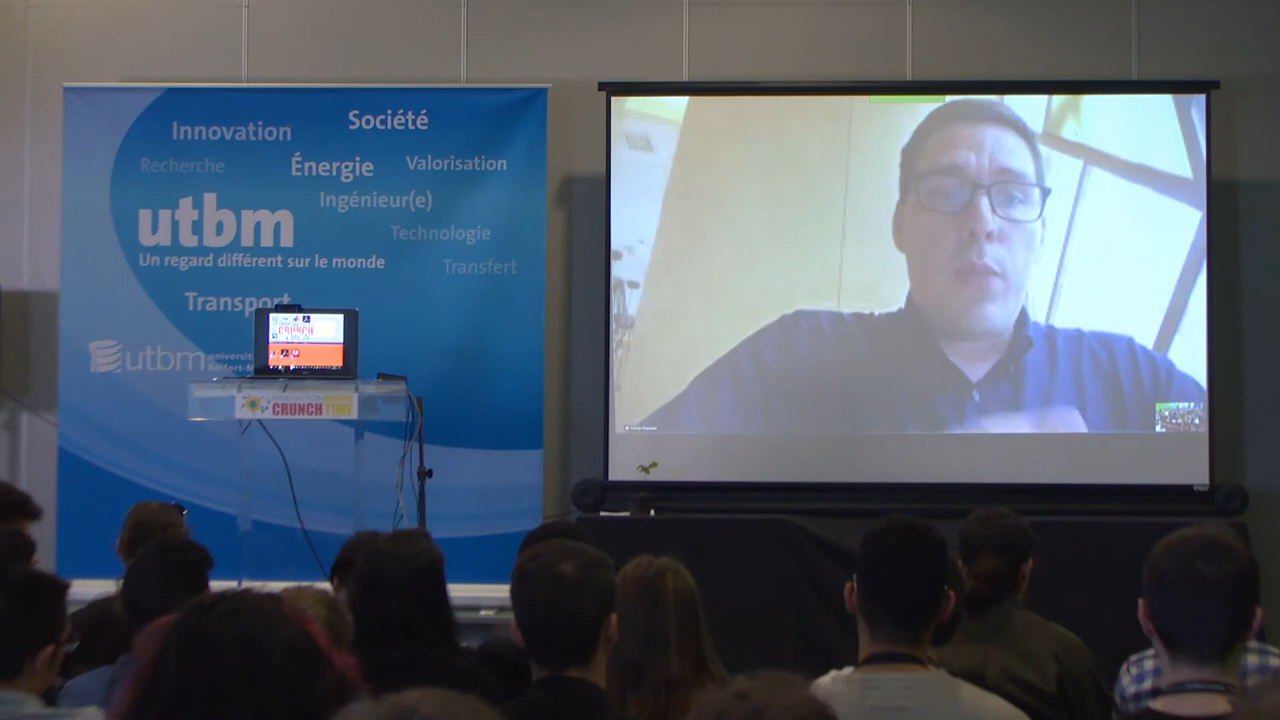 Société
Innovation
Recherche
Énergie
Valorisation
Ingénieur(e)
utbm
Technologie
Un regard différent sur le monde
Transfert
Transport
utbm
CRUNCH
CRUNCH TIME